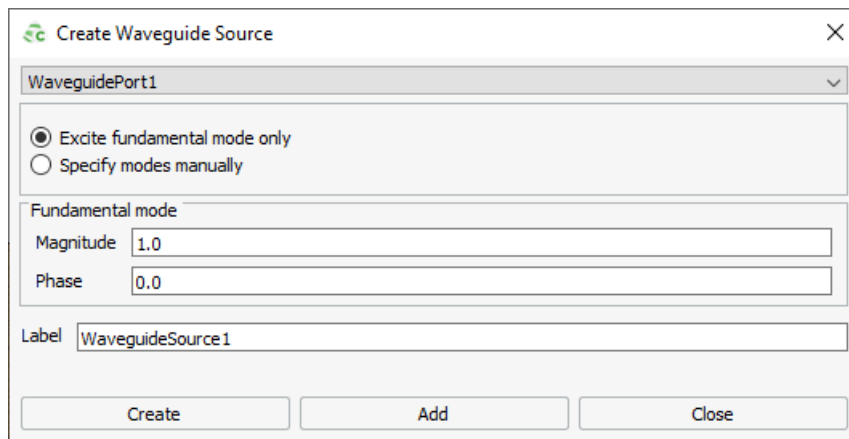 Create Waveguide Source
WaveguidePort1
Excite fundamental mode only
Specify modes manually
Fundamental mode
Magnitude 1.0
Phase 0.0
Label WaveguideSource1
Create Add Close